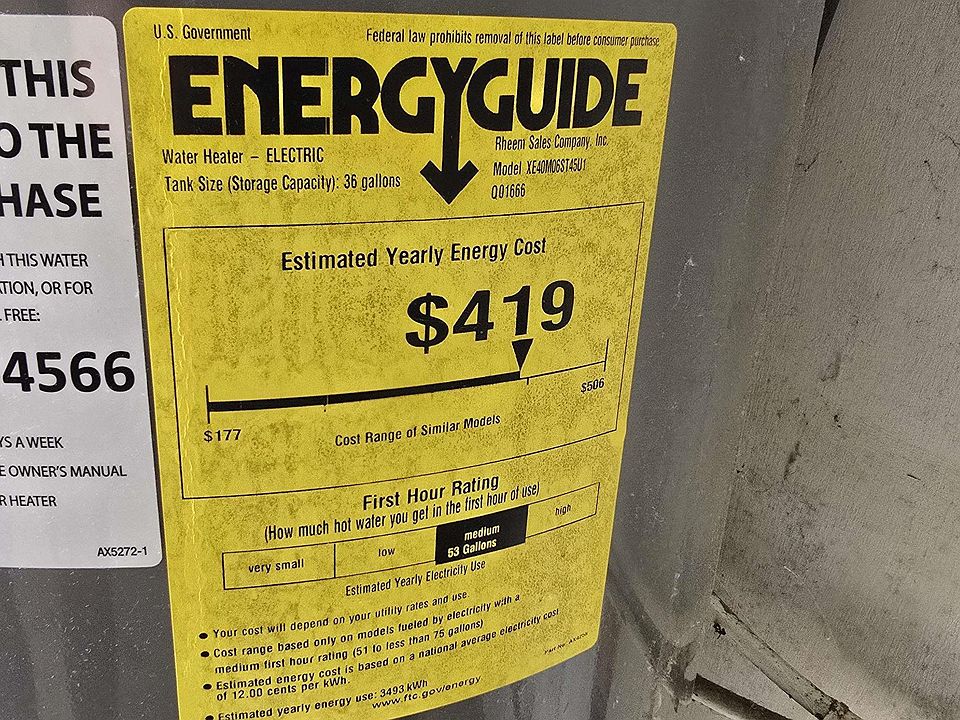 THIS
O THE
HASE
H THIS WATER
TION, OR FOR
FREE:
4566
YS A WEEK
E OWNER'S MANUAL
R HEATER
AX5272-1
U.S. Government
Federal law prohibits removal of this label before consumer purchase
ENERGYGUIDE
Water Heater – ELECTRIC
Tank Size (Storage Capacity): 36 gallons
Rheem Sales Company, Inc.
Model XE40M06ST45U1
Q01666
Estimated Yearly Energy Cost
$419
$177
$506
Cost Range of Similar Models
First Hour Rating
(How much hot water you get in the first hour of use)
very small
low
medium
53 Gallons
high
Estimated Yearly Electricity Use
● Your cost will depend on your utility rates and use.
● Cost range based only on models fueled by electricity with a
medium first hour rating (51 to less than 75 gallons)
● Estimated energy cost is based on a national average electricity cost
of 12.00 cents per kWh.
● Estimated yearly energy use: 3493 kWh
www.ftc.gov/energy
Part No.